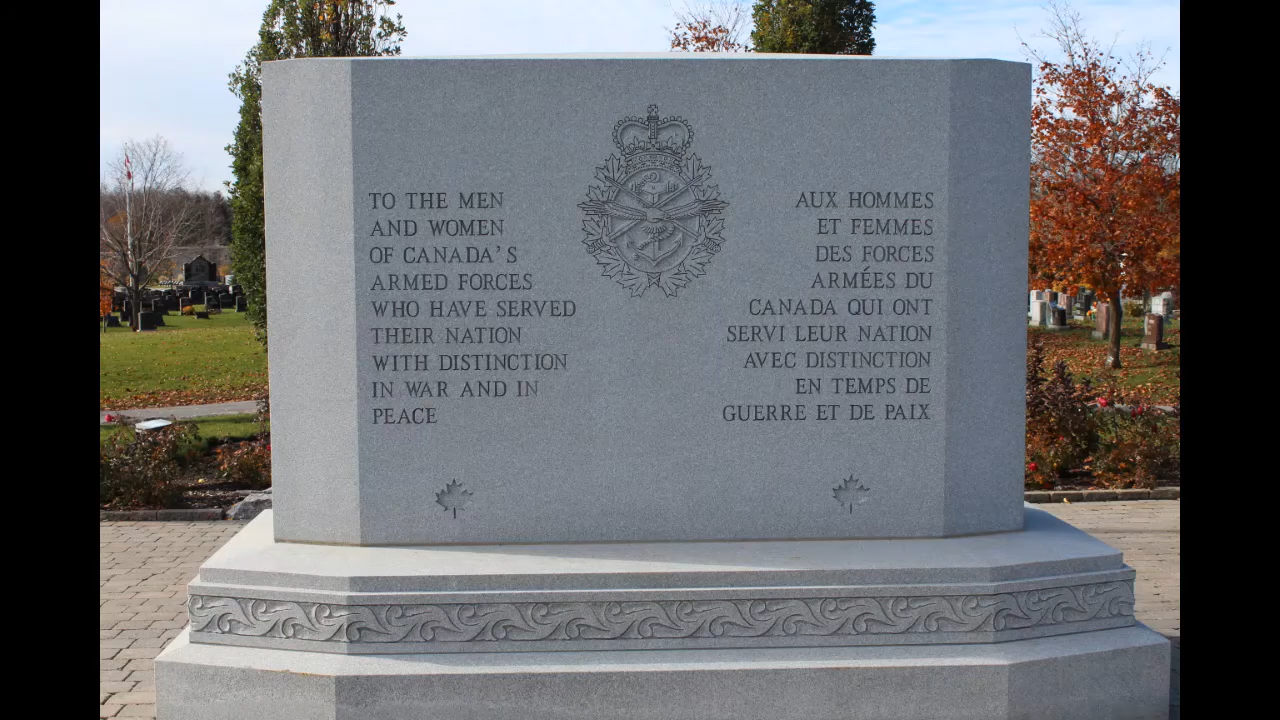 TO THE MEN
AND WOMEN
OF CANADA'S
ARMED FORCES
WHO HAVE SERVED
THEIR NATION
WITH DISTINCTION
IN WAR AND IN
PEACE
AUX HOMMES
ET FEMMES
DES FORCES
ARMÉES DU
CANADA QUI ONT
SERVI LEUR NATION
AVEC DISTINCTION
EN TEMPS DE
GUERRE ET DE PAIX